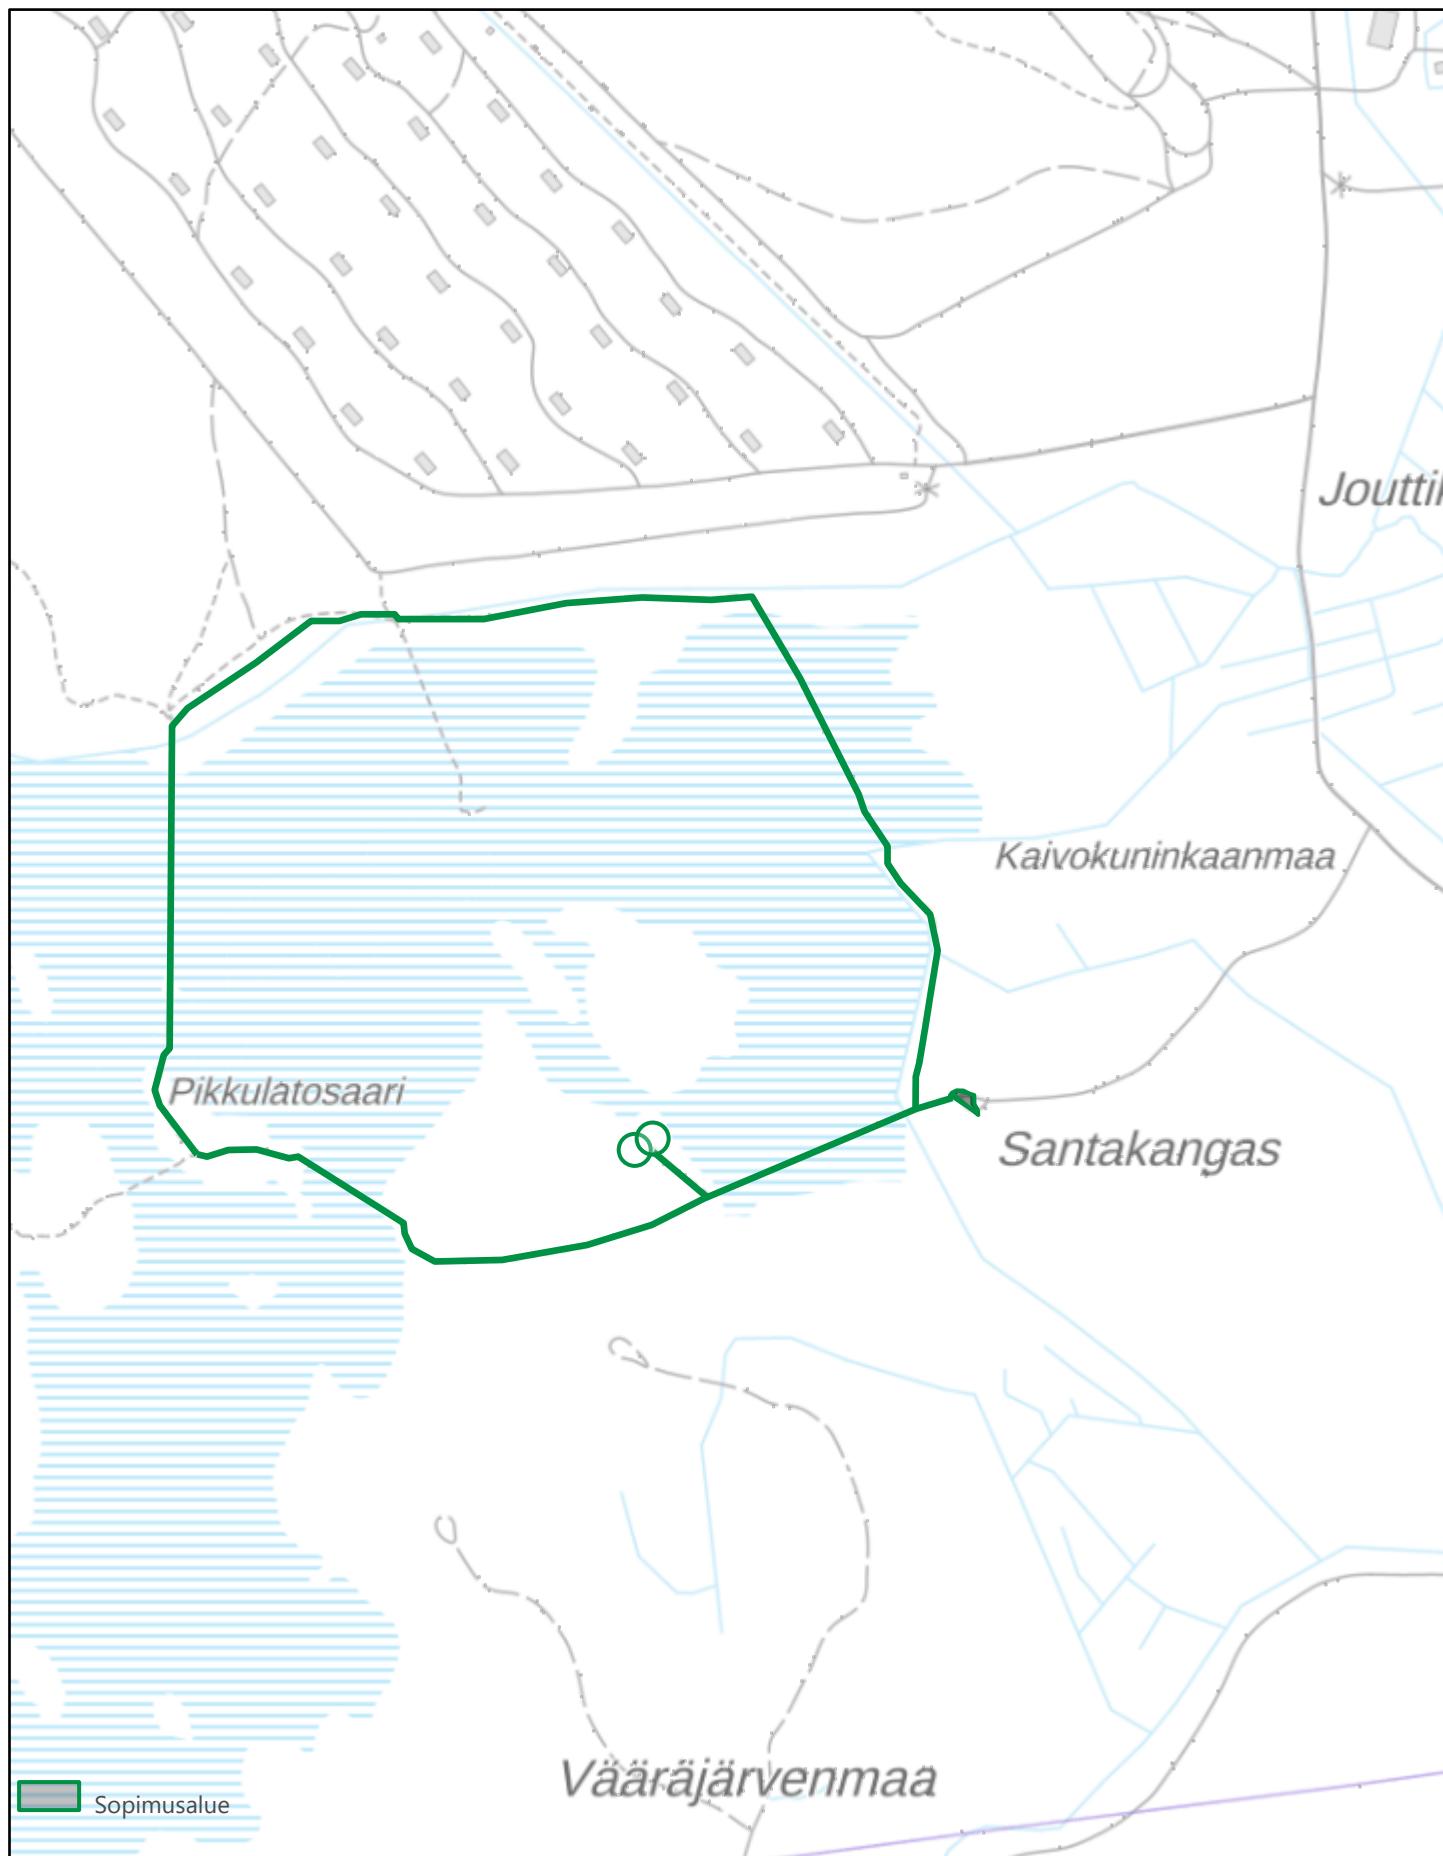 Jouttil
Kaivokuninkaanmaa
Pikkulatosaari
Santakangas
Vääräjärvenmaa
Sopimusalue